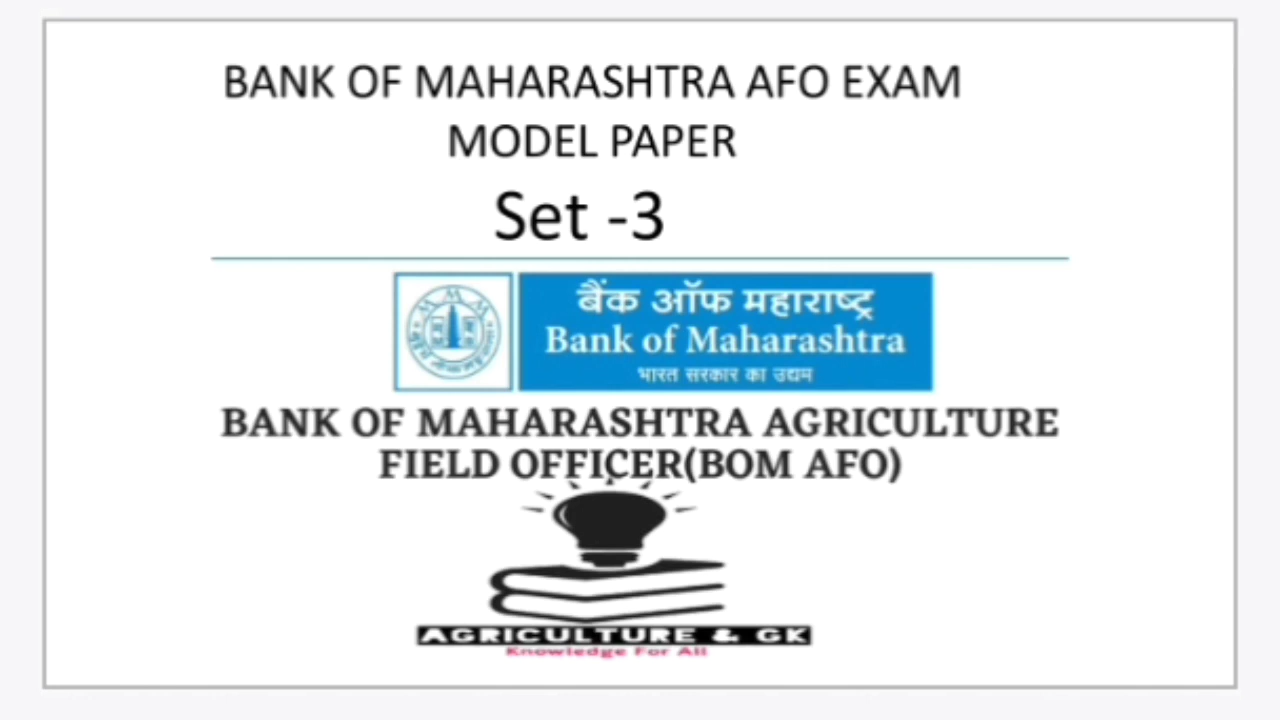 BANK OF MAHARASHTRA AFO EXAM
MODEL PAPER
Set -3
बैंक ऑफ महाराष्ट्र
Bank of Maharashtra
भारत सरकार का उद्यम
BANK OF MAHARASHTRA AGRICULTURE
FIELD OFFICER(BOM AFO)
AGRICULTURE & GK
Knowledge For All